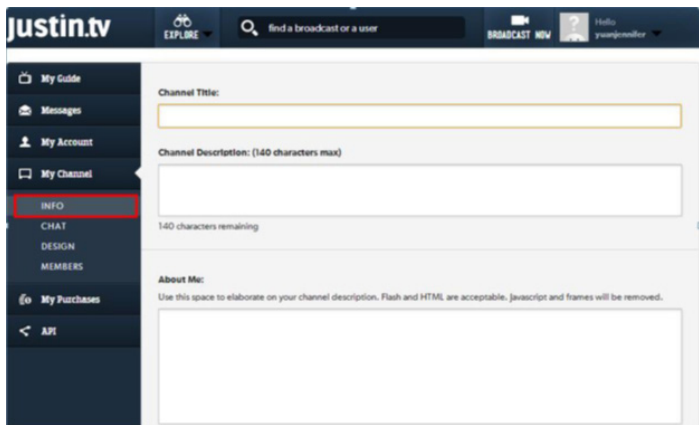 Justin.tv
EXPLORE
find a broadcast or a user
BROADCAST NOW
?
Hello
yuanjennifer
My Guide
Messages
My Account
My Channel
INFO
CHAT
DESIGN
MEMBERS
My Purchases
API
Channel Title:
Channel Description: (140 characters max)
140 characters remaining
About Me:
Use this space to elaborate on your channel description. Flash and HTML are acceptable. Javascript and frames will be removed.